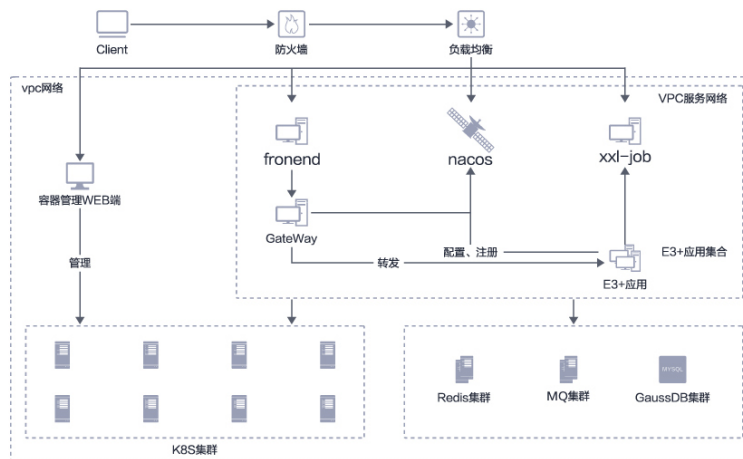 Client
防火墙
负载均衡
vpc网络
VPC服务网络
fronend
nacos
xxl-job
容器管理WEB端
GateWay
管理
配置、注册
E3+应用集合
转发
E3+应用
Redis集群
MQ集群
MYSQL
GaussDB集群
K8S集群